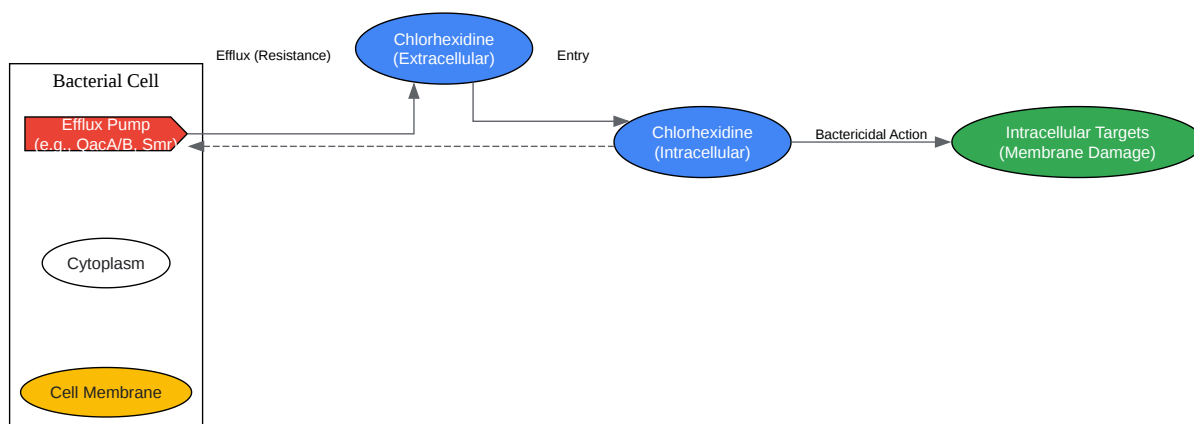 Chlorhexidine
(Extracellular)
Efflux (Resistance)
Entry
Bacterial Cell
Efflux Pump
(e.g., QacA/B, Smr)
Chlorhexidine
(Intracellular)
Bactericidal Action
Intracellular Targets
(Membrane Damage)
Cytoplasm
Cell Membrane